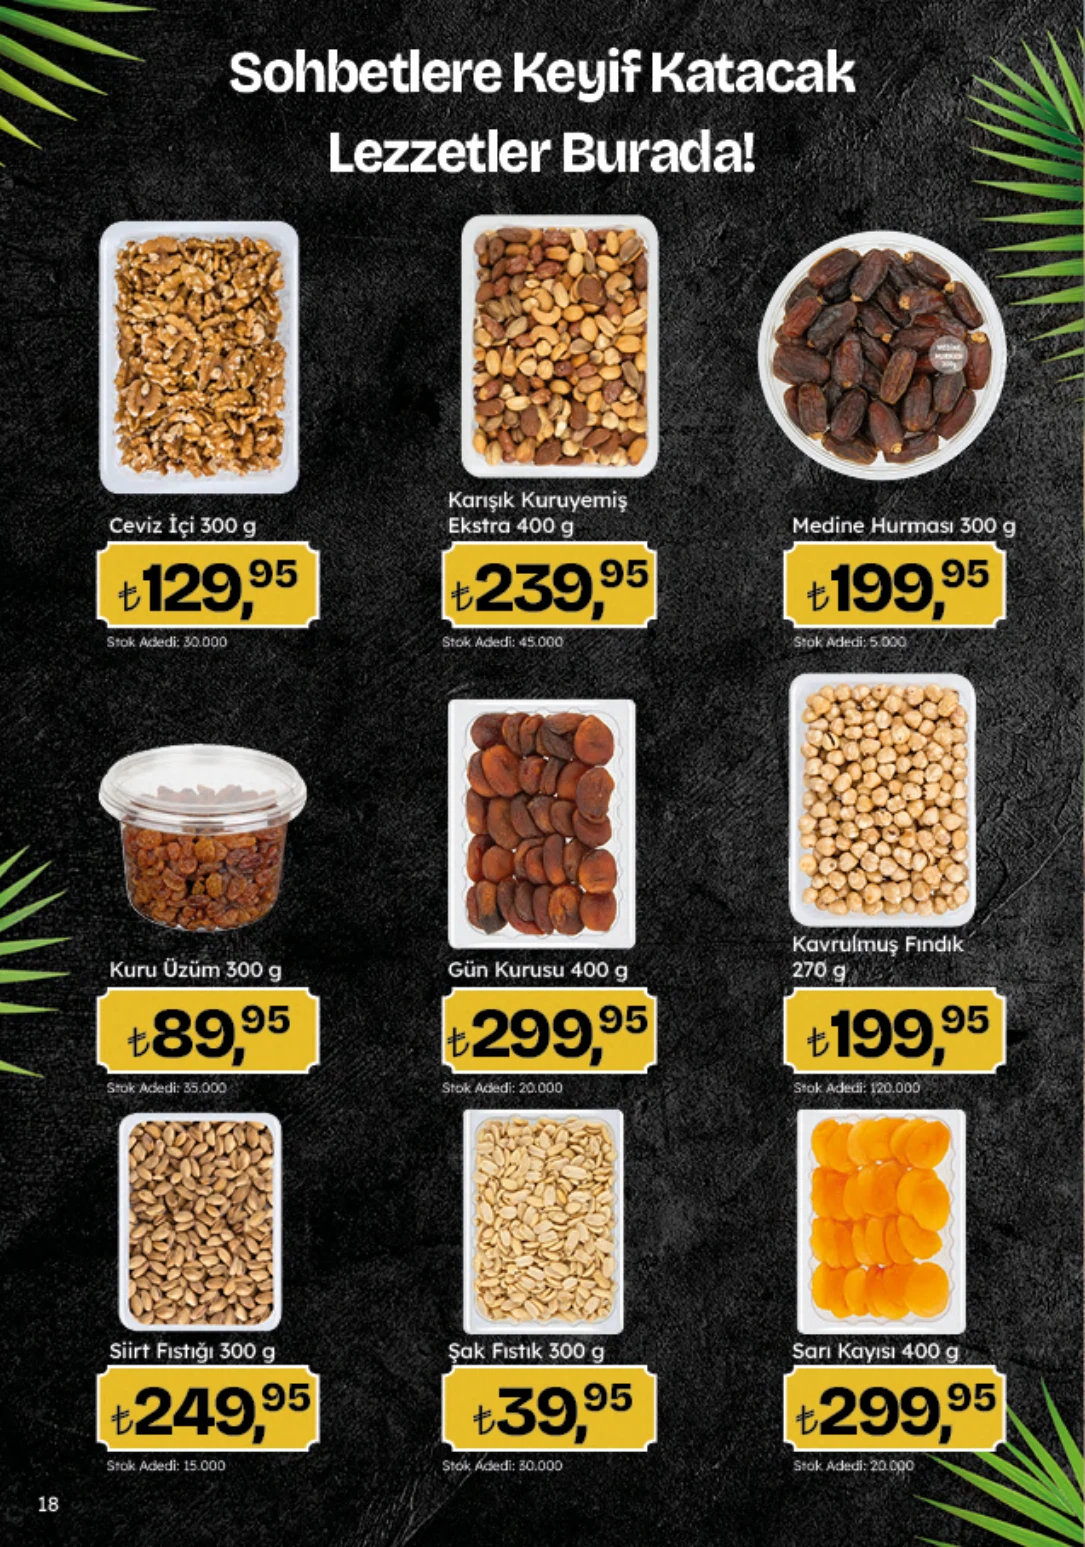 Sohbetlere Keyif Katacak
Lezzetler Burada!
MEDİNE
HURMASI
Ceviz İçi 300 g
₺129,95
Stok Adedi: 30.000
Karışık Kuruyemiş
Ekstra 400 g
₺239,95
Stok Adedi: 45.000
Medine Hurması 300 g
₺199,95
Stok Adedi: 5.000
Kuru Üzüm 300 g
₺89,95
Stok Adedi: 35.000
Gün Kurusu 400 g
₺299,95
Stok Adedi: 20.000
Kavrulmuş Fındık
270 g
₺199,95
Stok Adedi: 120.000
Siirt Fıstığı 300 g
₺249,95
Stok Adedi: 15.000
Şak Fıstık 300 g
₺39,95
Stok Adedi: 30.000
Sarı Kayısı 400 g
₺299,95
Stok Adedi: 20.000
18